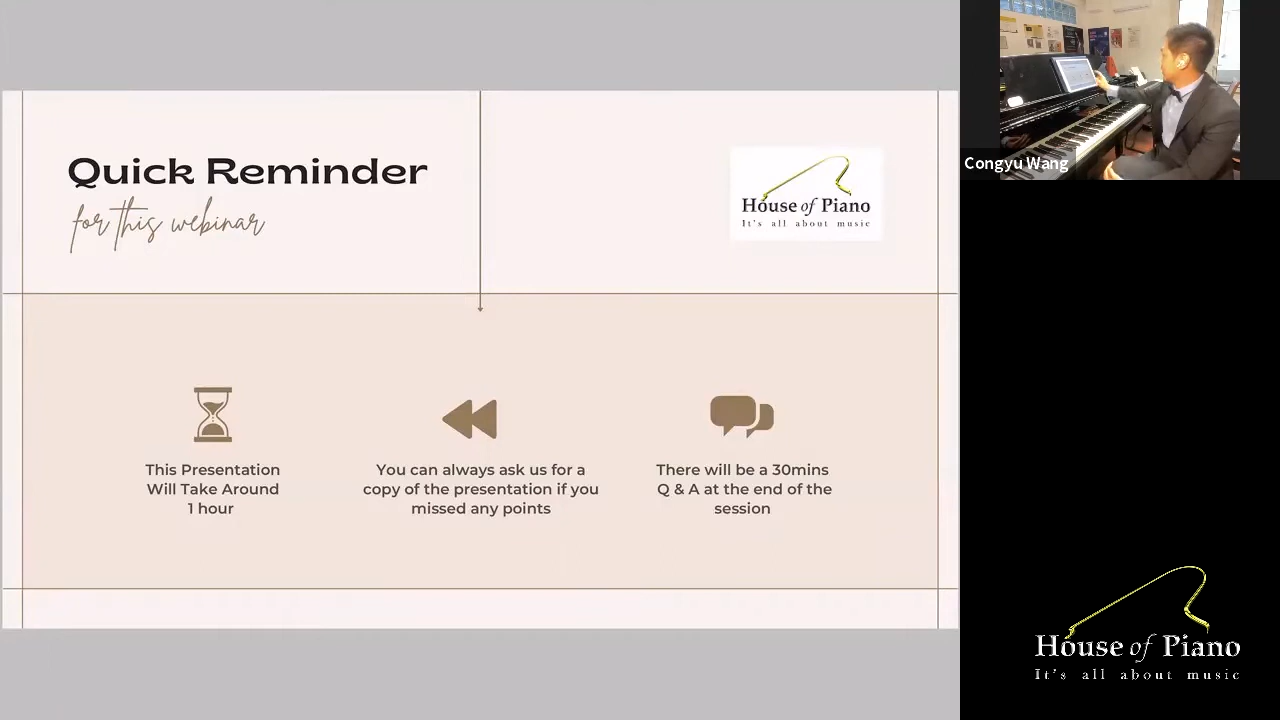 Quick Reminder
for this webinar
House of Piano
It's all about music
This Presentation
Will Take Around
1 hour
You can always ask us for a
copy of the presentation if you
missed any points
There will be a 30mins
Q & A at the end of the
session
Congyu Wang
House of Piano
It's all about music